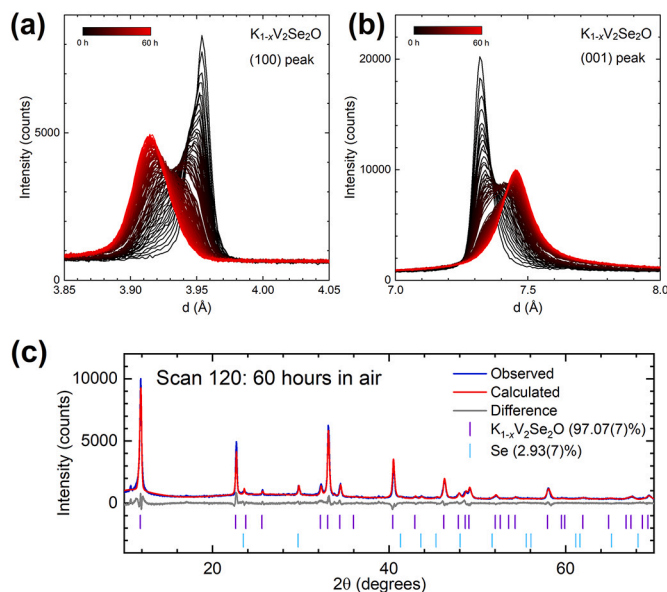 (a)
K1-xV2Se2O
(100) peak
0 h
60 h
Intensity (counts)
5000
0
3.85
3.90
3.95
4.00
4.05
d (Å)
(b)
K1-xV2Se2O
(001) peak
0 h
60 h
Intensity (counts)
20000
10000
0
7.0
7.5
8.0
d (Å)
(c)
Scan 120: 60 hours in air
Observed
Calculated
Difference
K1-xV2Se2O (97.07(7)%)
Se (2.93(7)%)
Intensity (counts)
10000
5000
0
20
40
60
2θ (degrees)